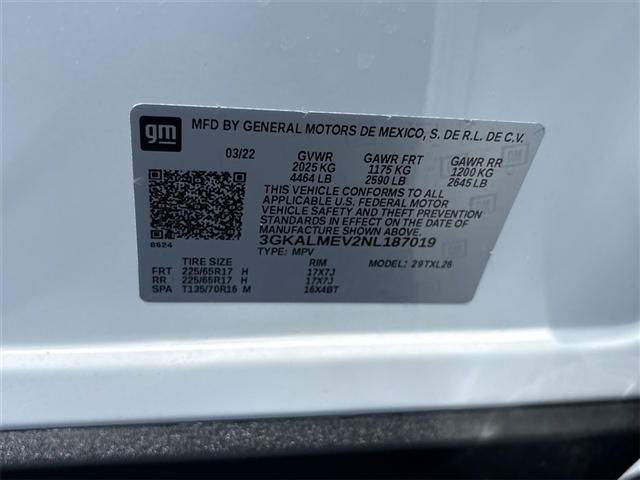 gm
MFD BY GENERAL MOTORS DE MEXICO, S. DE R.L. DE C.V.
03/22 GVWR GAWR FRT GAWR RR
2025 KG 1175 KG 1200 KG
4464 LB 2590 LB 2645 LB
THIS VEHICLE CONFORMS TO ALL
APPLICABLE U.S. FEDERAL MOTOR
VEHICLE SAFETY AND THEFT PREVENTION
STANDARDS IN EFFECT ON THE DATE OF
MANUFACTURE SHOWN ABOVE.
8624 3GKALMEV2NL187019
TYPE: MPV MODEL: 29TXL26
TIRE SIZE RIM
FRT 225/65R17 H 17X7J
RR 225/65R17 H 17X7J
SPA T135/70R16 M 16X4BT